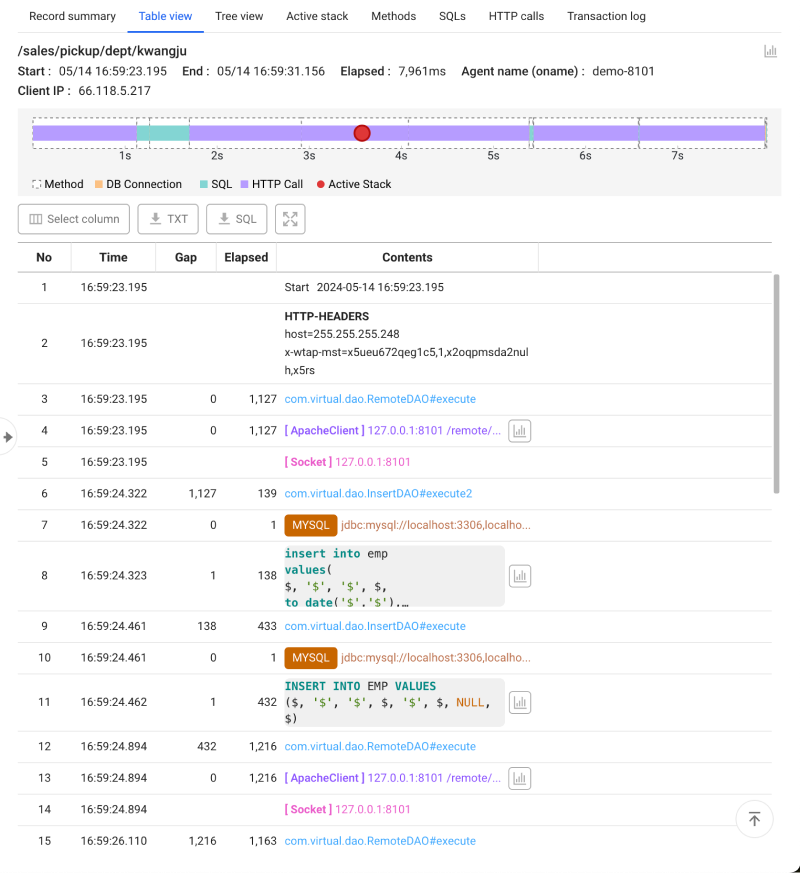 Record summary Table view Tree view Active stack Methods SQLs HTTP calls Transaction log
/sales/pickup/dept/kwangju
Start : 05/14 16:59:23.195 End : 05/14 16:59:31.156 Elapsed : 7,961ms Agent name (oname) : demo-8101
Client IP : 66.118.5.217
1s 2s 3s 4s 5s 6s 7s
Method DB Connection SQL HTTP Call Active Stack
Select column TXT SQL
No Time Gap Elapsed Contents
1 16:59:23.195 Start 2024-05-14 16:59:23.195
2 16:59:23.195 HTTP-HEADERS
host=255.255.255.248
x-wtap-mst=x5ueu672qeg1c5,1,x2oqpmsda2nul
h,x5rs
3 16:59:23.195 0 1,127 com.virtual.dao.RemoteDAO#execute
4 16:59:23.195 0 1,127 [ ApacheClient ] 127.0.0.1:8101 /remote/...
5 16:59:23.195 [ Socket ] 127.0.0.1:8101
6 16:59:24.322 1,127 139 com.virtual.dao.InsertDAO#execute2
7 16:59:24.322 0 1 MYSQL jdbc:mysql://localhost:3306,localho...
8 16:59:24.323 1 138 insert into emp
values(
$, '$', '$', $,
to date('$'.'$')....
9 16:59:24.461 138 433 com.virtual.dao.InsertDAO#execute
10 16:59:24.461 0 1 MYSQL jdbc:mysql://localhost:3306,localho...
11 16:59:24.462 1 432 INSERT INTO EMP VALUES
($, '$', '$', $, '$', $, NULL,
$)
12 16:59:24.894 432 1,216 com.virtual.dao.RemoteDAO#execute
13 16:59:24.894 0 1,216 [ ApacheClient ] 127.0.0.1:8101 /remote/...
14 16:59:24.894 [ Socket ] 127.0.0.1:8101
15 16:59:26.110 1,216 1,163 com.virtual.dao.RemoteDAO#execute